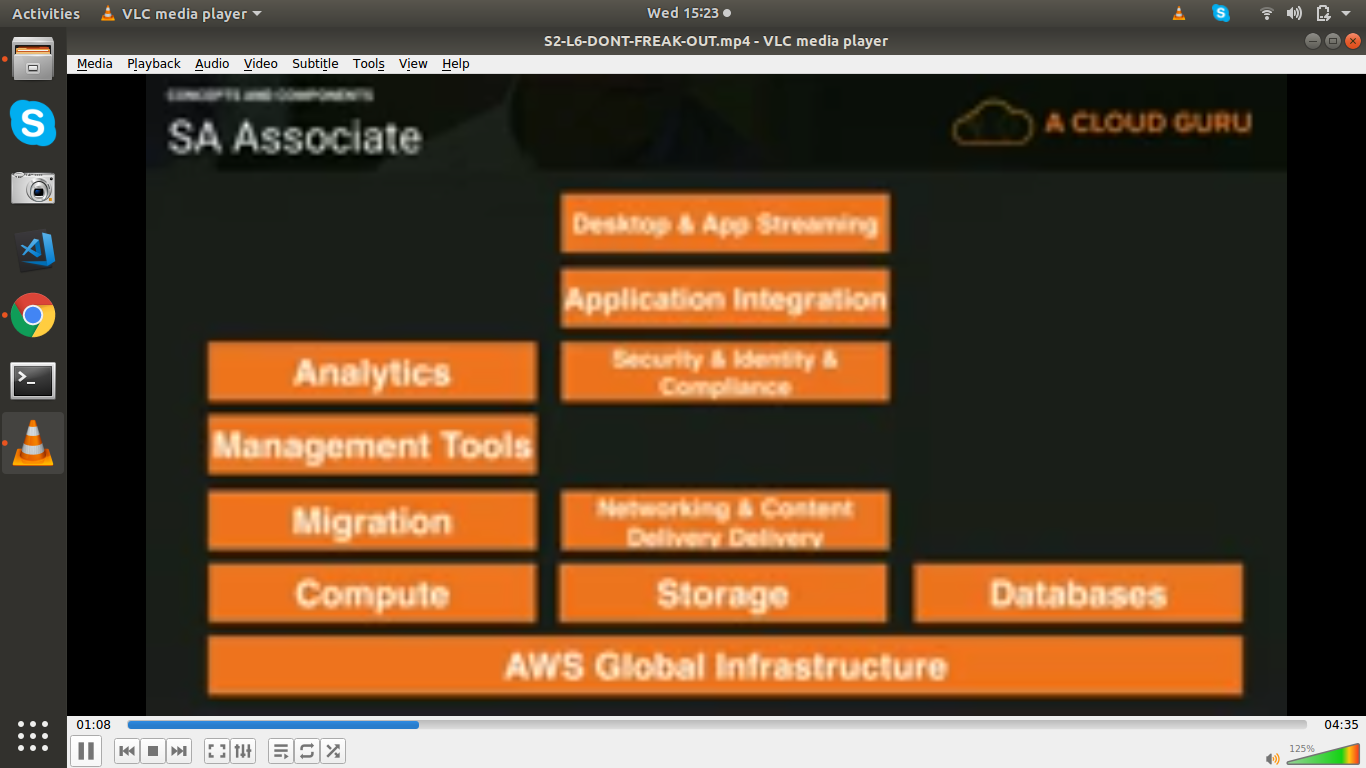 Activities
VLC media player
Wed 15:23
S2-L6-DONT-FREAK-OUT.mp4 - VLC media player
Media Playback Audio Video Subtitle Tools View Help
CONCEPTS AND COMPONENTS
SA Associate
A CLOUD GURU
Desktop & App Streaming
Application Integration
Analytics
Security & Identity &
Compliance
Management Tools
Migration
Networking & Content
Delivery Delivery
Compute
Storage
Databases
AWS Global Infrastructure
01:08
04:35
125%